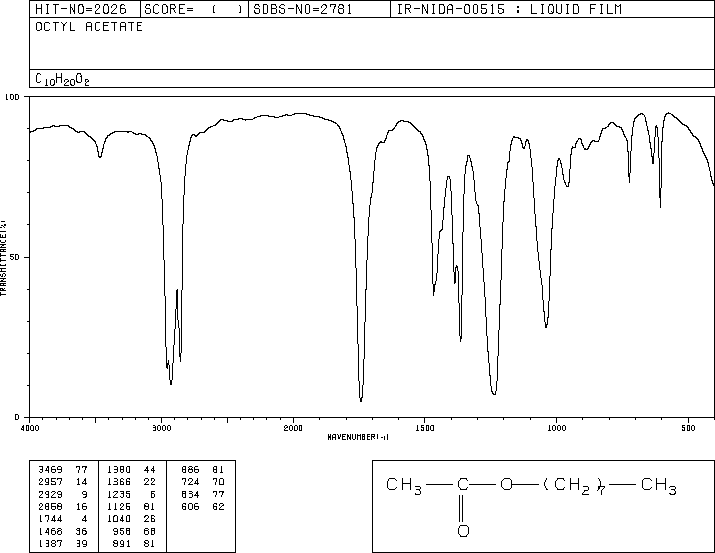 HIT-NO=2026 SCORE= ( ) SDBS-NO=2781 IR-NIDA-00515 : LIQUID FILM
OCTYL ACETATE
C10H20O2
100
50
0
TRANSMITTANCE(%)
4000 3000 2000 1500 1000 500
WAVENUMBER(-1)
3469 77 1380 44 886 81
2957 14 1366 22 724 70
2929 9 1235 6 634 77
2858 16 1126 81 606 62
1744 4 1040 26
1466 36 958 68
1387 39 891 81
CH3 C O (CH2)7 CH3
O